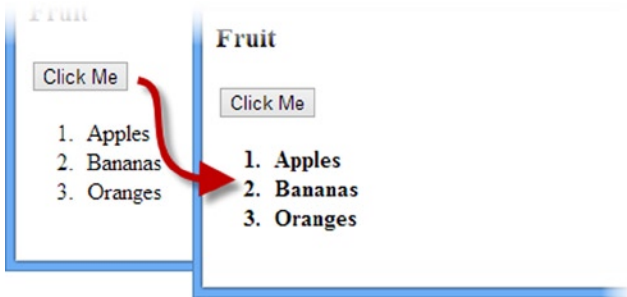 Fruit
Click Me
1. Apples
2. Bananas
3. Oranges
Fruit
Click Me
1. Apples
2. Bananas
3. Oranges